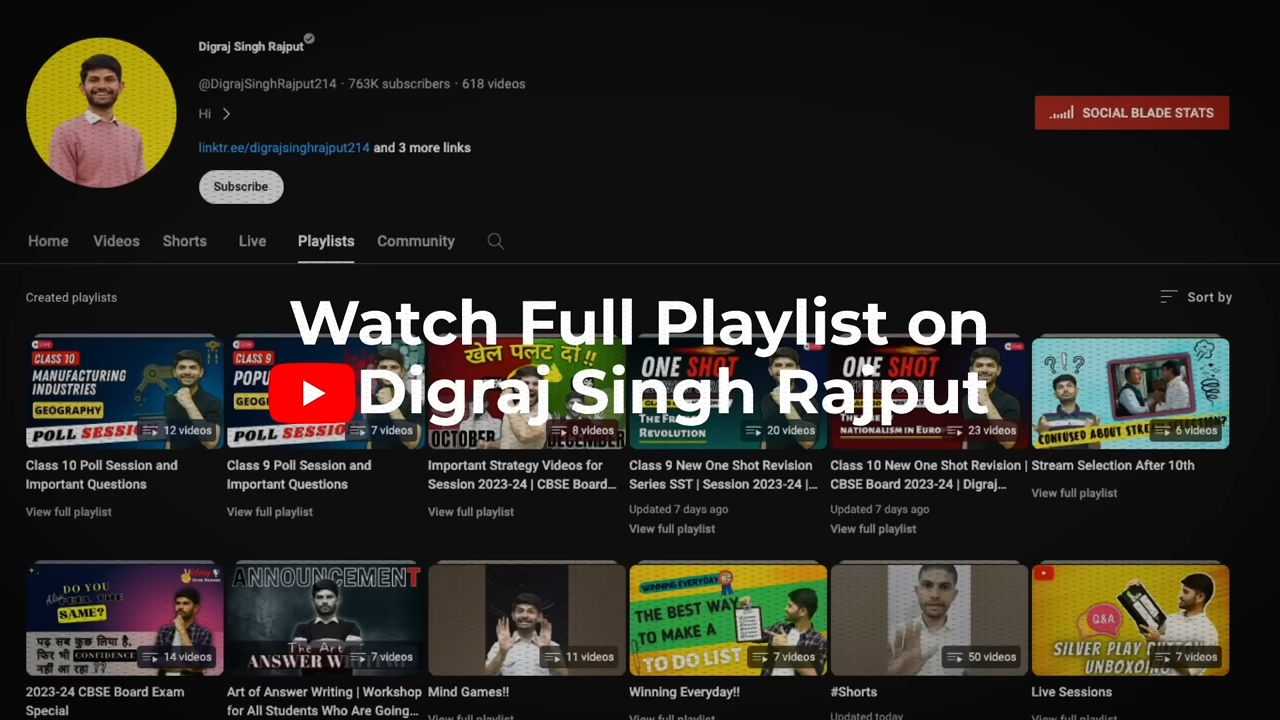 Digraj Singh Rajput
@DigrajSinghRajput214 · 763K subscribers · 618 videos
Hi
linktr.ee/digrajsinghrajput214 and 3 more links
SOCIAL BLADE STATS
Subscribe
Home Videos Shorts Live Playlists Community
Created playlists
Sort by
Watch Full Playlist on
Digraj Singh Rajput
CLASS 10
MANUFACTURING
INDUSTRIES
GEOGRAPHY
POLL
12 videos
CLASS 9
POLL
7 videos
खेल पलट दो !!
OCTOBER
DECEMBER
8 videos
ONE SHOT
REVOLUTION
20 videos
ONE SHOT
23 videos
CONFUSED ABOUT
6 videos
Class 10 Poll Session and
Important Questions
View full playlist
Class 9 Poll Session and
Important Questions
View full playlist
Important Strategy Videos for
Session 2023-24 | CBSE Board...
View full playlist
Class 9 New One Shot Revision
Series SST | Session 2023-24 |...
Updated 7 days ago
View full playlist
Class 10 New One Shot Revision |
CBSE Board 2023-24 | Digraj...
Updated 7 days ago
View full playlist
Stream Selection After 10th
View full playlist
DO YOU
Also FEEL THE
SAME?
पढ़ सब कुछ लिया है,
फिर भी CONFIDENCE
नहीं आ रहा ??
14 videos
ANNOUNCEMENT
The Art
ANSWER
7 videos
11 videos
WINNING EVERYDAY
THE BEST WAY
TO MAKE A
TO DO LIST
7 videos
50 videos
Q&A
SILVER PLAY BUTTON
UNBOXING
7 videos
2023-24 CBSE Board Exam
Special
Art of Answer Writing | Workshop
for All Students Who Are Going...
Mind Games!!
View full playlist
Winning Everyday!!
View full playlist
#Shorts
Updated today
Live Sessions
View full playlist